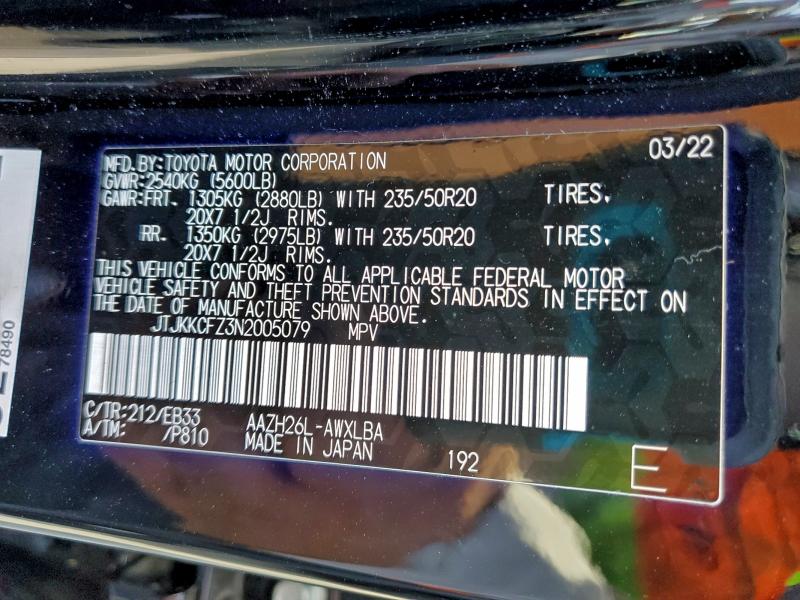 MFD. BY: TOYOTA MOTOR CORPORATION 03/22
GVWR: 2540KG (5600LB)
GAWR: FRT. 1305KG (2880LB) WITH 235/50R20 TIRES.
20X7 1/2J RIMS.
RR. 1350KG (2975LB) WITH 235/50R20 TIRES.
20X7 1/2J RIMS.
THIS VEHICLE CONFORMS TO ALL APPLICABLE FEDERAL MOTOR
VEHICLE SAFETY AND THEFT PREVENTION STANDARDS IN EFFECT ON
THE DATE OF MANUFACTURE SHOWN ABOVE.
JTJKKCFZ3N2005079 MPV
C/TR: 212/EB33 AAZH26L-AWXLBA
A/TM: /P810 MADE IN JAPAN 192 E
78490